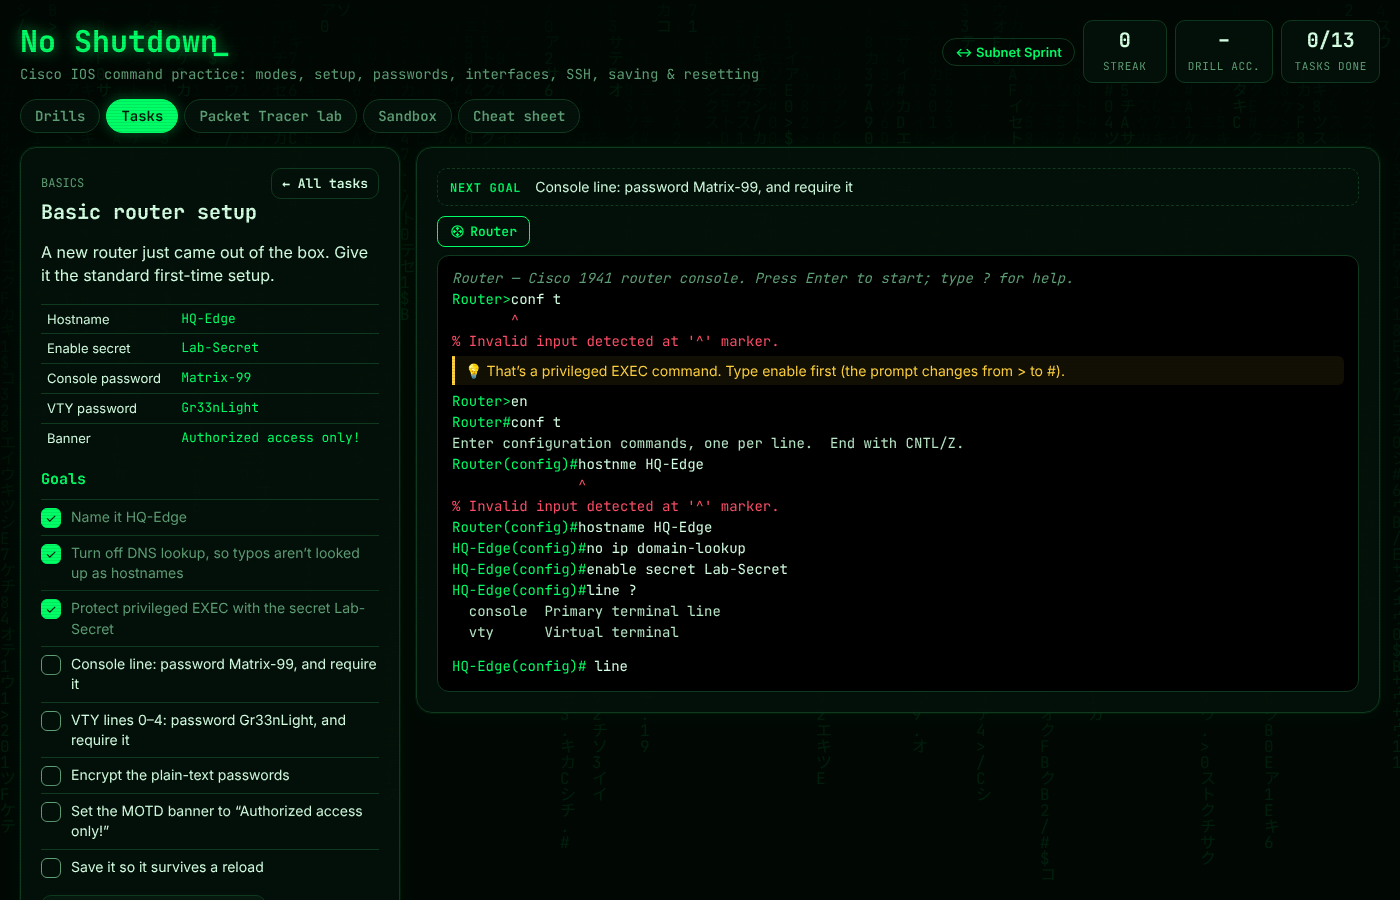 No Shutdown_
Cisco IOS command practice: modes, setup, passwords, interfaces, SSH, saving & resetting
↔ Subnet Sprint
0
STREAK
–
DRILL ACC.
0/13
TASKS DONE
Drills
Tasks
Packet Tracer lab
Sandbox
Cheat sheet
BASICS
← All tasks
Basic router setup
A new router just came out of the box. Give
it the standard first-time setup.
Hostname HQ-Edge
Enable secret Lab-Secret
Console password Matrix-99
VTY password Gr33nLight
Banner Authorized access only!
Goals
Name it HQ-Edge
Turn off DNS lookup, so typos aren’t looked
up as hostnames
Protect privileged EXEC with the secret Lab-
Secret
Console line: password Matrix-99, and require
it
VTY lines 0–4: password Gr33nLight, and
require it
Encrypt the plain-text passwords
Set the MOTD banner to “Authorized access
only!”
Save it so it survives a reload
NEXT GOAL Console line: password Matrix-99, and require it
Router
Router — Cisco 1941 router console. Press Enter to start; type ? for help.
Router>conf t
^
% Invalid input detected at '^' marker.
💡 That’s a privileged EXEC command. Type enable first (the prompt changes from > to #).
Router>en
Router#conf t
Enter configuration commands, one per line.  End with CNTL/Z.
Router(config)#hostnme HQ-Edge
^
% Invalid input detected at '^' marker.
Router(config)#hostname HQ-Edge
HQ-Edge(config)#no ip domain-lookup
HQ-Edge(config)#enable secret Lab-Secret
HQ-Edge(config)#line ?
console  Primary terminal line
vty      Virtual terminal
HQ-Edge(config)# line